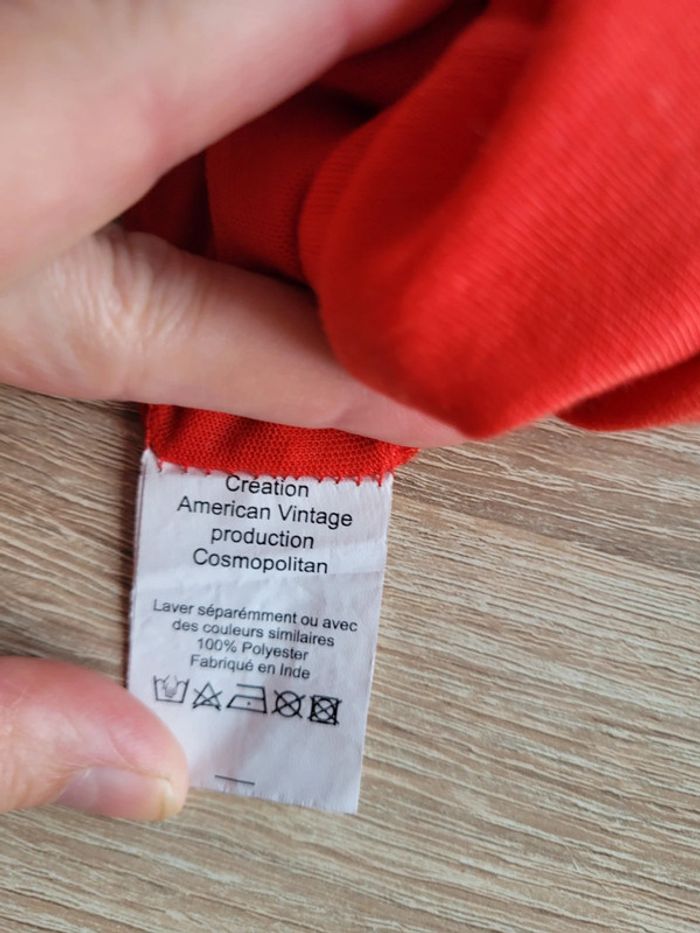 Création
American Vintage
production
Cosmopolitan
Laver séparémment ou avec
des couleurs similaires
100% Polyester
Fabriqué en Inde